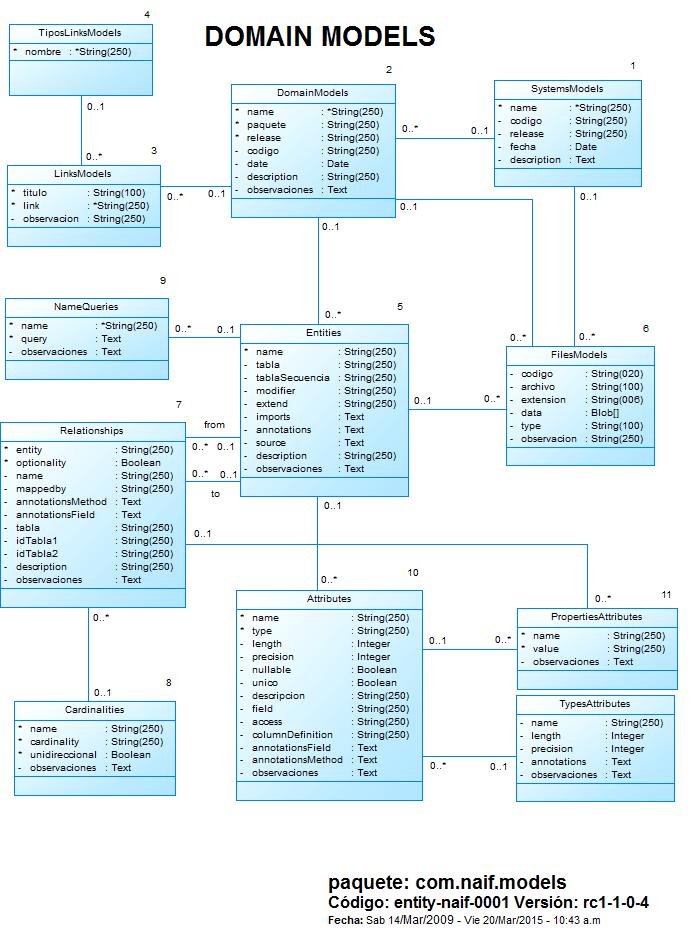 DOMAIN MODELS
4
TiposLinksModels
* nombre : *String(250)
0..1
0..*
3
LinksModels
* titulo : String(100)
* link : *String(250)
- observacion : String(250)
0..*
0..1
2
DomainModels
* name : *String(250)
* paquete : String(250)
* release : String(250)
- codigo : String(250)
- date : Date
- description : String(250)
- observaciones : Text
0..*
0..1
1
SystemsModels
* name : *String(250)
- codigo : String(250)
- release : String(250)
- fecha : Date
- description : Text
0..1
0..1
0..1
9
NameQueries
* name : *String(250)
* query : Text
- observaciones : Text
0..*
0..1
0..*
5
Entities
* name : String(250)
- tabla : String(250)
- tablaSecuencia : String(250)
- modifier : String(250)
- extend : String(250)
- imports : Text
- annotations : Text
- source : Text
- description : String(250)
- observaciones : Text
0..1
0..*
0..*
0..*
6
FilesModels
- codigo : String(020)
- archivo : String(100)
- extension : String(006)
- data : Blob[]
- type : String(100)
- observacion : String(250)
7
Relationships
* entity : String(250)
* optionality : Boolean
- name : String(250)
- mappedby : String(250)
- annotationsMethod : Text
- annotationsField : Text
- tabla : String(250)
- idTabla1 : String(250)
- idTabla2 : String(250)
- description : String(250)
- observaciones : Text
from
0..*
0..1
0..*
0..1
to
0..1
0..1
0..*
0..1
0..*
10
Attributes
* name : String(250)
* type : String(250)
- length : Integer
- precision : Integer
- nullable : Boolean
- unico : Boolean
- descripcion : String(250)
- field : String(250)
- access : String(250)
- columnDefinition : String(250)
- annotationsField : Text
- annotationsMethod : Text
- observaciones : Text
0..1
0..*
0..*
11
PropertiesAttributes
* name : String(250)
* value : String(250)
- observaciones : Text
8
Cardinalities
* name : String(250)
* cardinality : String(250)
* unidireccional : Boolean
- observaciones : Text
TypesAttributes
- name : String(250)
- length : Integer
- precision : Integer
- annotations : Text
- observaciones : Text
0..*
0..1
paquete: com.naif.models
Código: entity-naif-0001 Versión: rc1-1-0-4
Fecha: Sab 14/Mar/2009 - Vie 20/Mar/2015 - 10:43 a.m